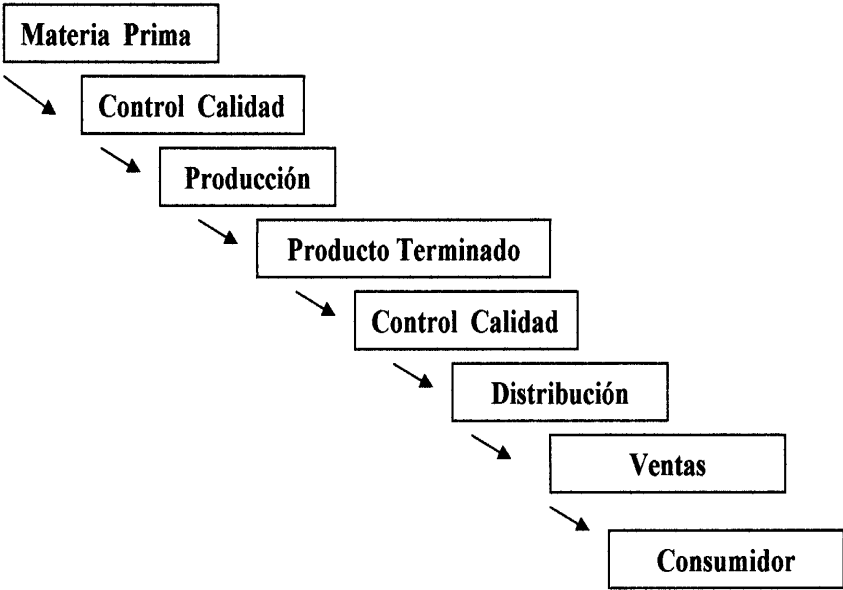 Materia Prima
Control Calidad
Producción
Producto Terminado
Control Calidad
Distribución
Ventas
Consumidor